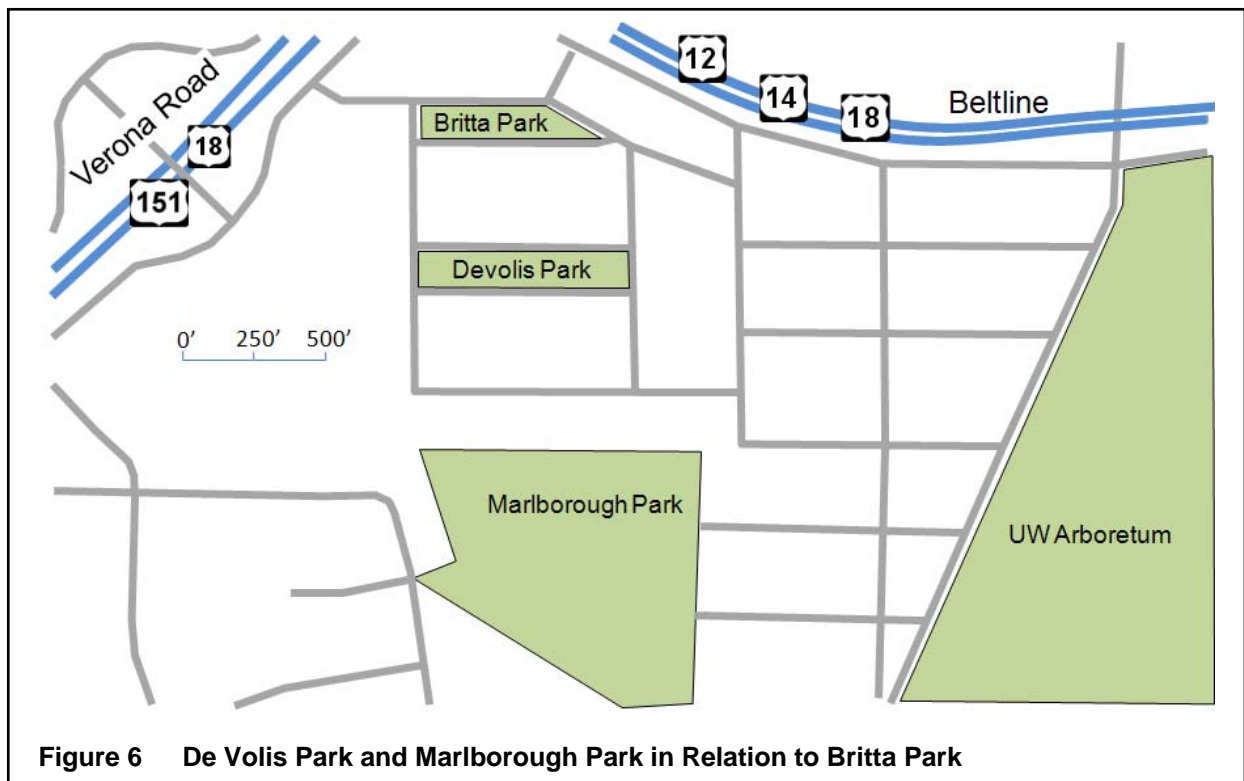 12
14
18
Beltline
Verona Road
18
151
Britta Park
Devolis Park
0’ 250’ 500’
Marlborough Park
UW Arboretum
Figure 6 De Volis Park and Marlborough Park in Relation to Britta Park